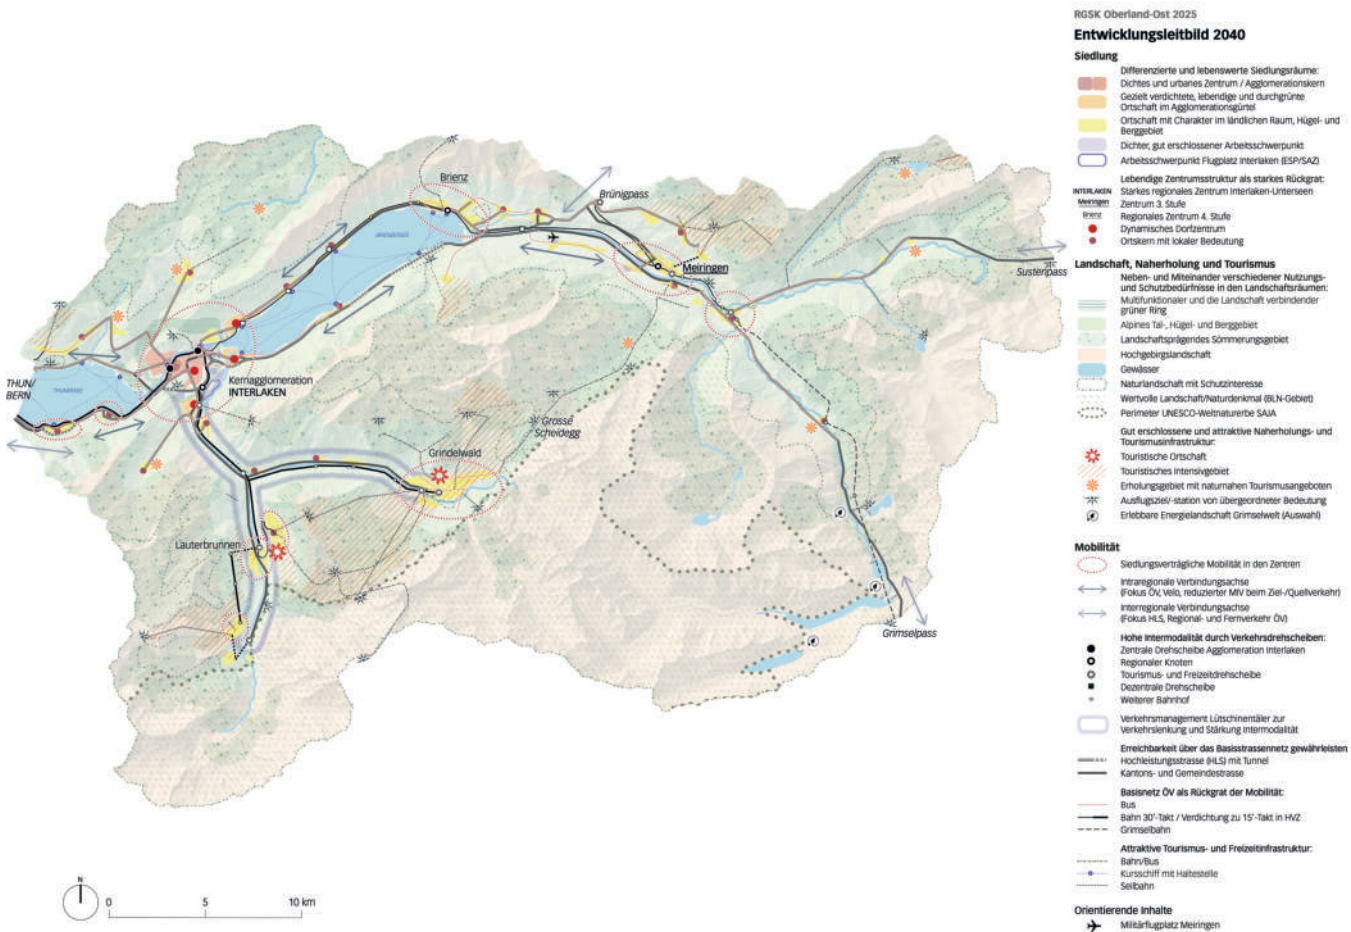 RGSK Oberland-Ost 2025
Entwicklungsleitbild 2040
Siedlung
Differenzierte und lebenswerte Siedlungsräume:
Dichtes und urbanes Zentrum / Agglomerationskern
Gezielt verdichtete, lebendige und durchgrünte
Ortschaft im Agglomerationsgürtel
Ortschaft mit Charakter im ländlichen Raum, Hügel- und
Berggebiet
Dichter, gut erschlossener Arbeitsschwerpunkt
Arbeitsschwerpunkt Flugplatz Interlaken (ESP/SAZ)
Lebendige Zentrumsstruktur als starkes Rückgrat:
INTERLAKEN Starkes regionales Zentrum Interlaken-Unterseen
Meiringen Zentrum 3. Stufe
Brienz Regionales Zentrum 4. Stufe
Dynamisches Dorfzentrum
Ortskern mit lokaler Bedeutung
Landschaft, Naherholung und Tourismus
Neben- und Miteinander verschiedener Nutzungs-
und Schutzbedürfnisse in den Landschaftsräumen:
Multifunktionaler und die Landschaft verbindender
grüner Ring
Alpines Tal-, Hügel- und Berggebiet
Landschaftsprägendes Sömmerungsgebiet
Hochgebirgslandschaft
Gewässer
Naturlandschaft mit Schutzinteresse
Wertvolle Landschaft/Naturdenkmal (BLN-Gebiet)
Perimeter UNESCO-Weltnaturerbe SAJA
Gut erschlossene und attraktive Naherholungs- und
Tourismusinfrastruktur:
Touristische Ortschaft
Touristisches Intensivgebiet
Erholungsgebiet mit naturnahen Tourismusangeboten
Ausflugsziel/-station von übergeordneter Bedeutung
Erlebbare Energielandschaft Grimselwelt (Auswahl)
Mobilität
Siedlungsverträgliche Mobilität in den Zentren
Intraregionale Verbindungsachse
(Fokus ÖV, Velo, reduzierter MIV beim Ziel-/Quellverkehr)
Interregionale Verbindungsachse
(Fokus HLS, Regional- und Fernverkehr ÖV)
Hohe Intermodalität durch Verkehrsdrehscheiben:
Zentrale Drehscheibe Agglomeration Interlaken
Regionaler Knoten
Tourismus- und Freizeitdrehscheibe
Dezentrale Drehscheibe
Weiterer Bahnhof
Verkehrsmanagement Lütschinentäler zur
Verkehrslenkung und Stärkung Intermodalität
Erreichbarkeit über das Basisstrassennetz gewährleisten
Hochleistungsstrasse (HLS) mit Tunnel
Kantons- und Gemeindestrasse
Basisnetz ÖV als Rückgrat der Mobilität:
Bus
Bahn 30'-Takt / Verdichtung zu 15'-Takt in HVZ
Grimselbahn
Attraktive Tourismus- und Freizeitinfrastruktur:
Bahn/Bus
Kursschiff mit Haltestelle
Seilbahn
Orientierende Inhalte
Militärflugplatz Meiringen
Brienz
Brünigpass
BRIENZERSEE
Meiringen
Sustenpass
THUN/
BERN
THUNERSEE
Kernagglomeration
INTERLAKEN
Grosse
Scheidegg
Grindelwald
Lauterbrunnen
Grimselpass
N
0 5 10 km